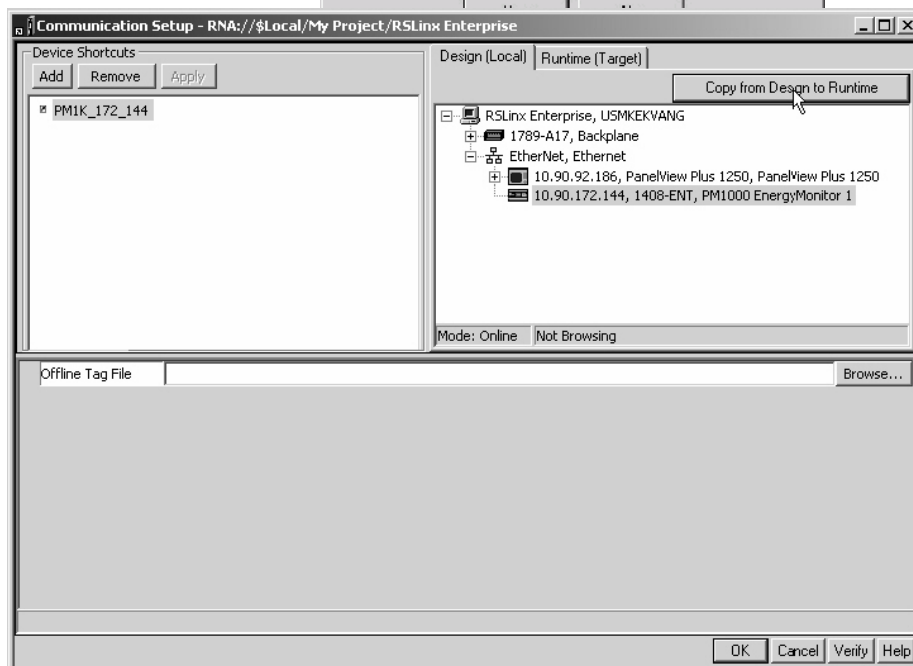 Communication Setup - RNA://$Local/My Project/RSLinx Enterprise
Device Shortcuts
Add Remove Apply
PM1K_172_144
Design (Local) Runtime (Target)
Copy from Design to Runtime
RSLinx Enterprise, USMKEKVANG
1789-A17, Backplane
EtherNet, Ethernet
10.90.92.186, PanelView Plus 1250, PanelView Plus 1250
10.90.172.144, 1408-ENT, PM1000 EnergyMonitor 1
Mode: Online Not Browsing
Offline Tag File Browse...
OK Cancel Verify Help